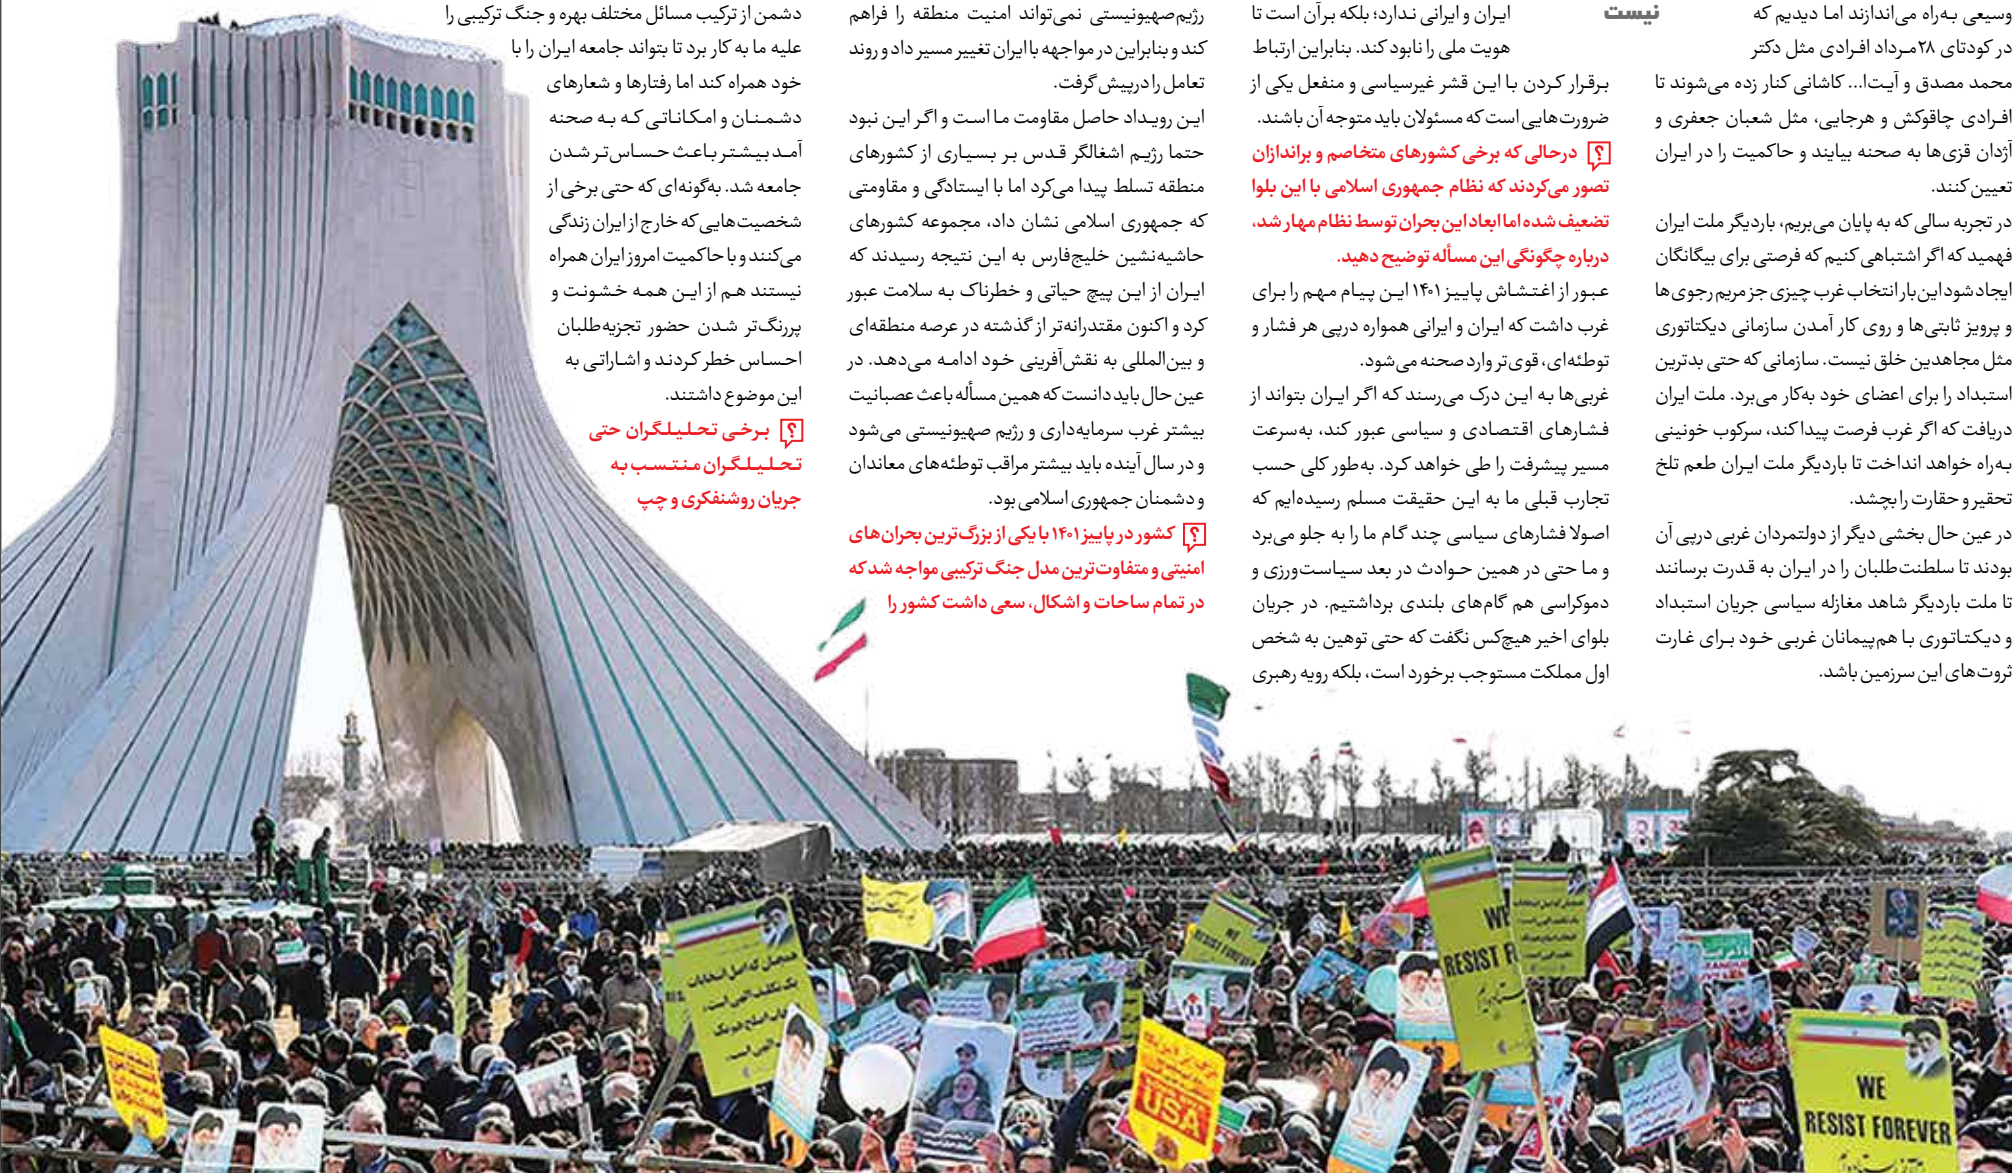 وسیعی به‌راه می‌اندازند اما دیدیم که
در کودتای ۲۸مرداد افرادی مثل دکتر
محمد مصدق و آیت‌ا... کاشانی کنار زده می‌شوند تا
افرادی چاقوکش و هرجایی، مثل شعبان جعفری و
آژدان قزی‌ها به صحنه بیایند و حاکمیت را در ایران
تعیین کنند.
در تجربه سالی که به پایان می‌بریم، باردیگر ملت ایران
فهمید که اگر اشتباهی کنیم که فرصتی برای بیگانگان
ایجاد شود این‌بار انتخاب غرب چیزی جز مریم رجوی‌ها
و پرویز ثابتی‌ها و روی کار آمدن سازمانی دیکتاتوری
مثل مجاهدین خلق نیست. سازمانی که حتی بدترین
استبداد را برای اعضای خود به‌کار می‌برد. ملت ایران
دریافت که اگر غرب فرصت پیدا کند، سرکوب خونینی
به‌راه خواهد انداخت تا باردیگر ملت ایران طعم تلخ
تحقیر و حقارت را بچشد.
در عین حال بخشی دیگر از دولتمردان غربی درپی آن
بودند تا سلطنت‌طلبان را در ایران به قدرت برسانند
تا ملت باردیگر شاهد مغازله سیاسی جریان استبداد
و دیکتاتوری با هم‌پیمانان غربی خود برای غارت
ثروت‌های این سرزمین باشد.
نیست
ایران و ایرانی ندارد؛ بلکه برآن است تا
هویت ملی را نابود کند. بنابراین ارتباط
برقرار کردن با این قشر غیرسیاسی و منفعل یکی از
ضرورت‌هایی است که مسئولان باید متوجه آن باشند.
؟ درحالی که برخی کشورهای متخاصم و براندازان
تصور می‌کردند که نظام جمهوری اسلامی با این بلوا
تضعیف شده اما ابعاد این بحران توسط نظام مهار شد،
درباره چگونگی این مسأله توضیح دهید.
عبور از اغتشاش پاییز ۱۴۰۱ این پیام مهم را برای
غرب داشت که ایران و ایرانی همواره درپی هر فشار و
توطئه‌ای، قوی‌تر وارد صحنه می‌شود.
غربی‌ها به این درک می‌رسند که اگر ایران بتواند از
فشارهای اقتصادی و سیاسی عبور کند، به‌سرعت
مسیر پیشرفت را طی خواهد کرد. به‌طور کلی حسب
تجارب قبلی ما به این حقیقت مسلم رسیده‌ایم که
اصولا فشارهای سیاسی چند گام ما را به جلو می‌برد
و ما حتی در همین حوادث در بعد سیاست‌ورزی و
دموکراسی هم گام‌های بلندی برداشتیم. در جریان
بلوای اخیر هیچ‌کس نگفت که حتی توهین به شخص
اول مملکت مستوجب برخورد است، بلکه رویه رهبری
رژیم‌صهیونیستی نمی‌تواند امنیت منطقه را فراهم
کند و بنابراین در مواجهه با ایران تغییر مسیر داد و روند
تعامل را درپیش گرفت.
این رویداد حاصل مقاومت ما است و اگر این نبود
حتما رژیم اشغالگر قدس بر بسیاری از کشورهای
منطقه تسلط پیدا می‌کرد اما با ایستادگی و مقاومتی
که جمهوری اسلامی نشان داد، مجموعه کشورهای
حاشیه‌نشین خلیج‌فارس به این نتیجه رسیدند که
ایران از این پیچ حیاتی و خطرناک به سلامت عبور
کرد و اکنون مقتدرانه‌تر از گذشته در عرصه منطقه‌ای
و بین‌المللی به نقش‌آفرینی خود ادامه می‌دهد. در
عین حال باید دانست که همین مسأله باعث عصبانیت
بیشتر غرب سرمایه‌داری و رژیم صهیونیستی می‌شود
و در سال آینده باید بیشتر مراقب توطئه‌های معاندان
و دشمنان جمهوری اسلامی بود.
؟ کشور در پاییز ۱۴۰۱ با یکی از بزرگ‌ترین بحران‌های
امنیتی و متفاوت‌ترین مدل جنگ ترکیبی مواجه شد که
در تمام ساحات و اشکال، سعی داشت کشور را
دشمن از ترکیب مسائل مختلف بهره و جنگ ترکیبی را
علیه ما به کار برد تا بتواند جامعه ایران را با
خود همراه کند اما رفتارها و شعارهای
دشمنان و امکاناتی که به صحنه
آمد بیشتر باعث حساس‌تر شدن
جامعه شد. به‌گونه‌ای که حتی برخی از
شخصیت‌هایی که خارج از ایران زندگی
می‌کنند و با حاکمیت امروز ایران همراه
نیستند هم از این همه خشونت و
پررنگ‌تر شدن حضور تجزیه‌طلبان
احساس خطر کردند و اشاراتی به
این موضوع داشتند.
؟ برخی تحلیلگران حتی
تحلیلگران منتسب به
جریان روشنفکری و چپ
همچنان که اصل انتخابات
یک تکلیف الهی است،
USA
WE
RESIST FOREVER
WE
RESIST F
WE
RESIST FOREVER